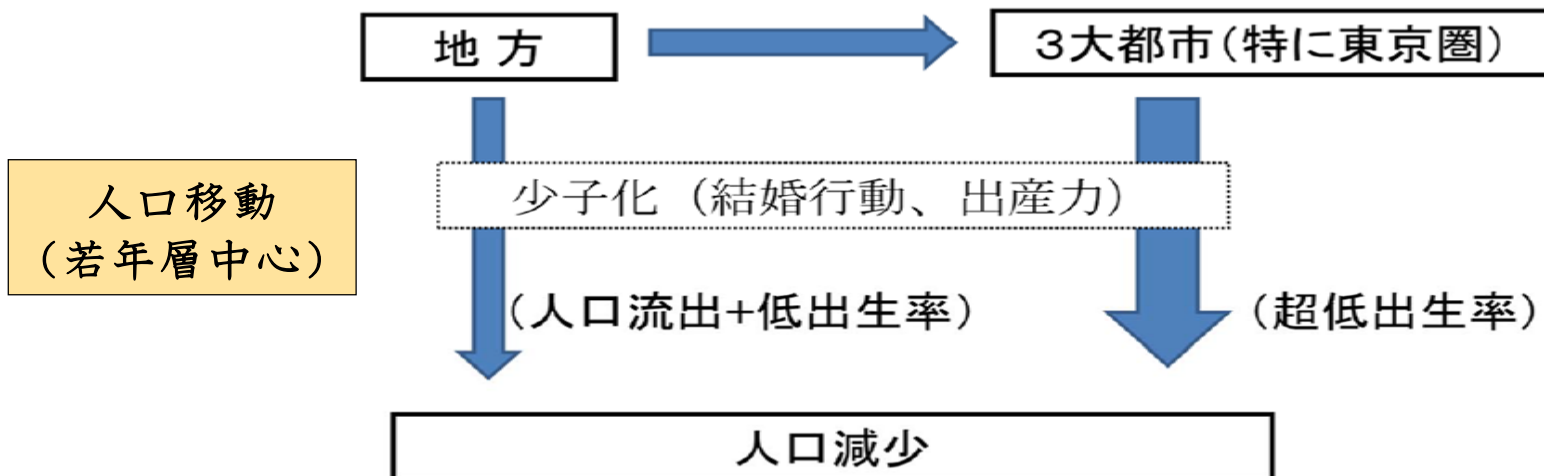 地 方
3大都市(特に東京圏)
人口移動
(若年層中心)
少子化（結婚行動、出産力）
(人口流出+低出生率)
(超低出生率)
人口減少